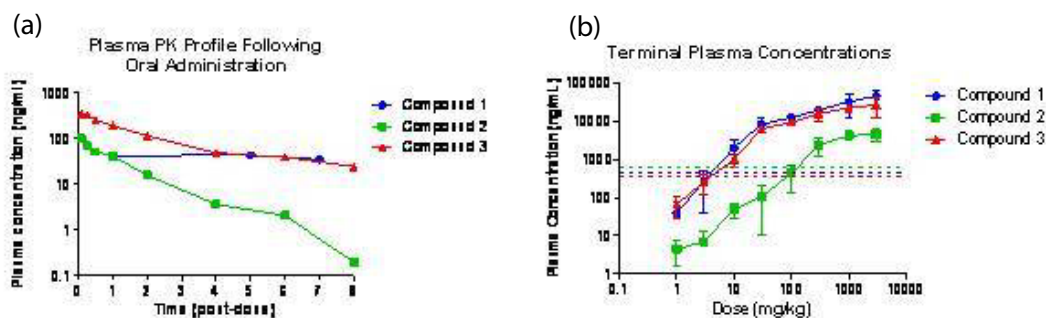 (a)
Plasma PK Profile Following
Oral Administration
Plasma concentration [ng/mL]
1000
100
10
1
0.1
0
1
2
3
4
5
6
7
8
Time [post-dose]
Compound 1
Compound 2
Compound 3
(b)
Terminal Plasma Concentrations
Plasma Concentration [ng/mL]
100000
10000
1000
100
10
1
0.1
1
10
100
1000
10000
Dose (mg/kg)
Compound 1
Compound 2
Compound 3